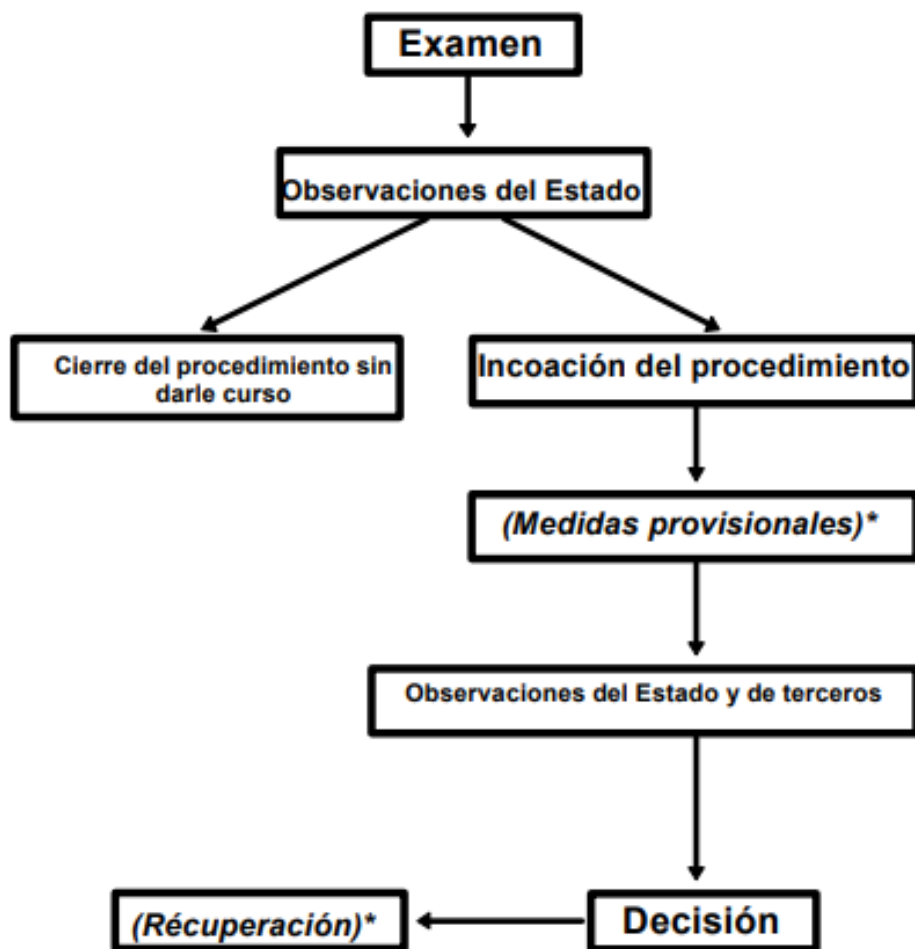 Examen
Observaciones del Estado
Cierre del procedimiento sin
darle curso
Incoación del procedimiento
(Medidas provisionales)*
Observaciones del Estado y de terceros
(Récuperación)*
Decisión